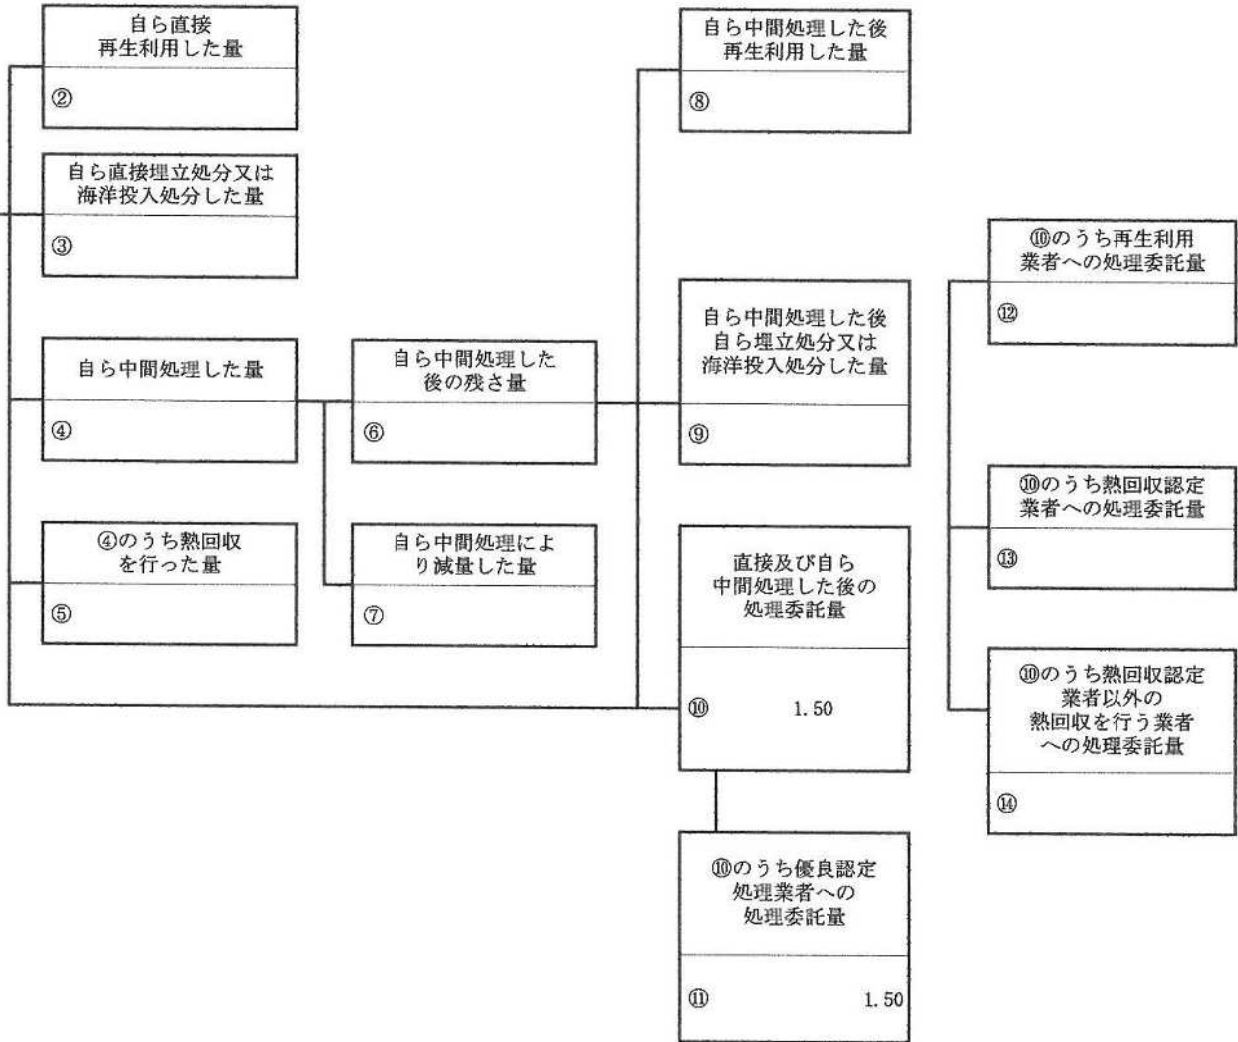 自ら直接
再生利用した量
②
自ら直接埋立処分又は
海洋投入処分した量
③
自ら中間処理した量
④
④のうち熱回収
を行った量
⑤
自ら中間処理した
後の残さ量
⑥
自ら中間処理によ
り減量した量
⑦
自ら中間処理した後
再生利用した量
⑧
自ら中間処理した後
自ら埋立処分又は
海洋投入処分した量
⑨
直接及び自ら
中間処理した後の
処理委託量
⑩ 1.50
⑩のうち優良認定
処理業者への
処理委託量
⑪ 1.50
⑩のうち再生利用
業者への処理委託量
⑫
⑩のうち熱回収認定
業者への処理委託量
⑬
⑩のうち熱回収認定
業者以外の
熱回収を行う業者
への処理委託量
⑭